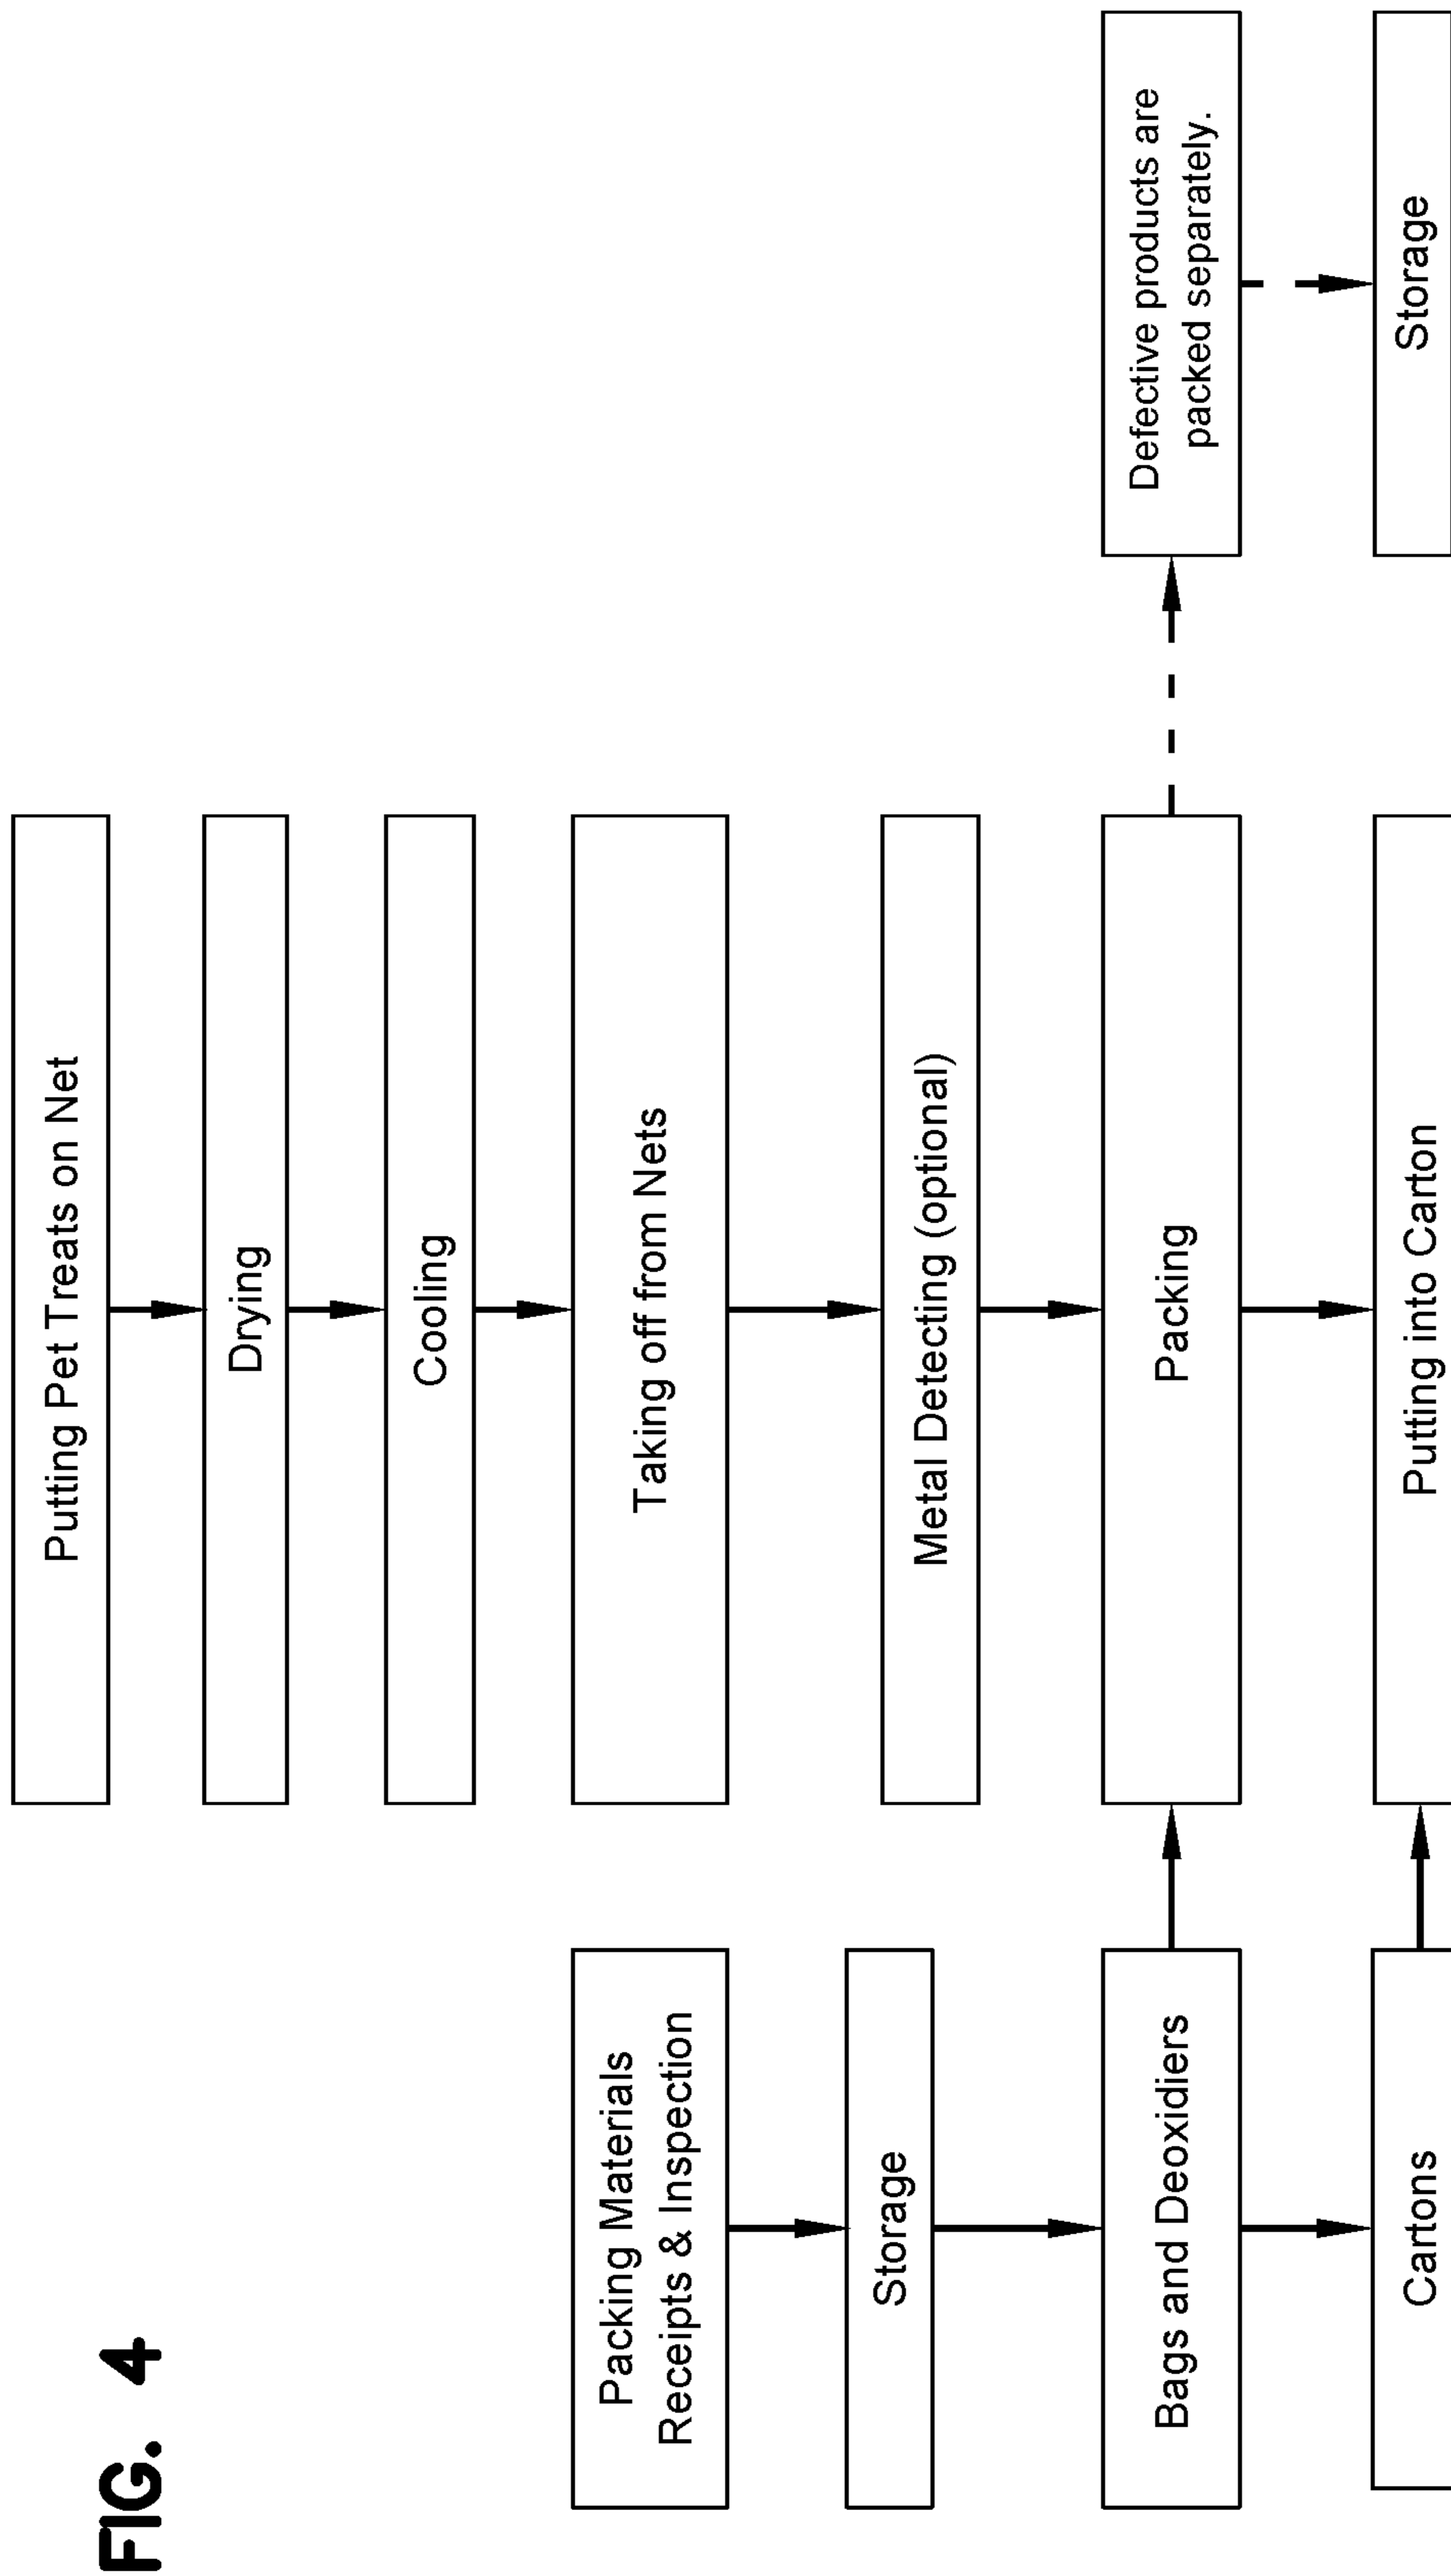 FIG. 4
Putting Pet Treats on Net
Drying
Cooling
Packing Materials
Receipts & Inspection
Taking off from Nets
Storage
Metal Detecting (optional)
Bags and Deoxidiers
Packing
Defective products are
packed separately.
Cartons
Putting into Carton
Storage